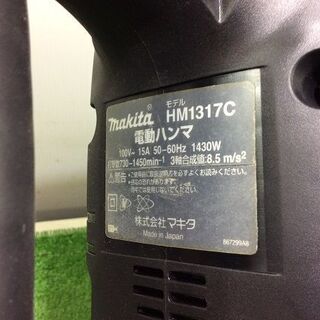 makita® モデル HM1317C
電動ハンマ
100V~ 15A 50-60Hz 1430W
打撃数730-1450min⁻¹ 3軸合成値:8.5 m/s²
株式会社マキタ
Made in Japan
867299A8